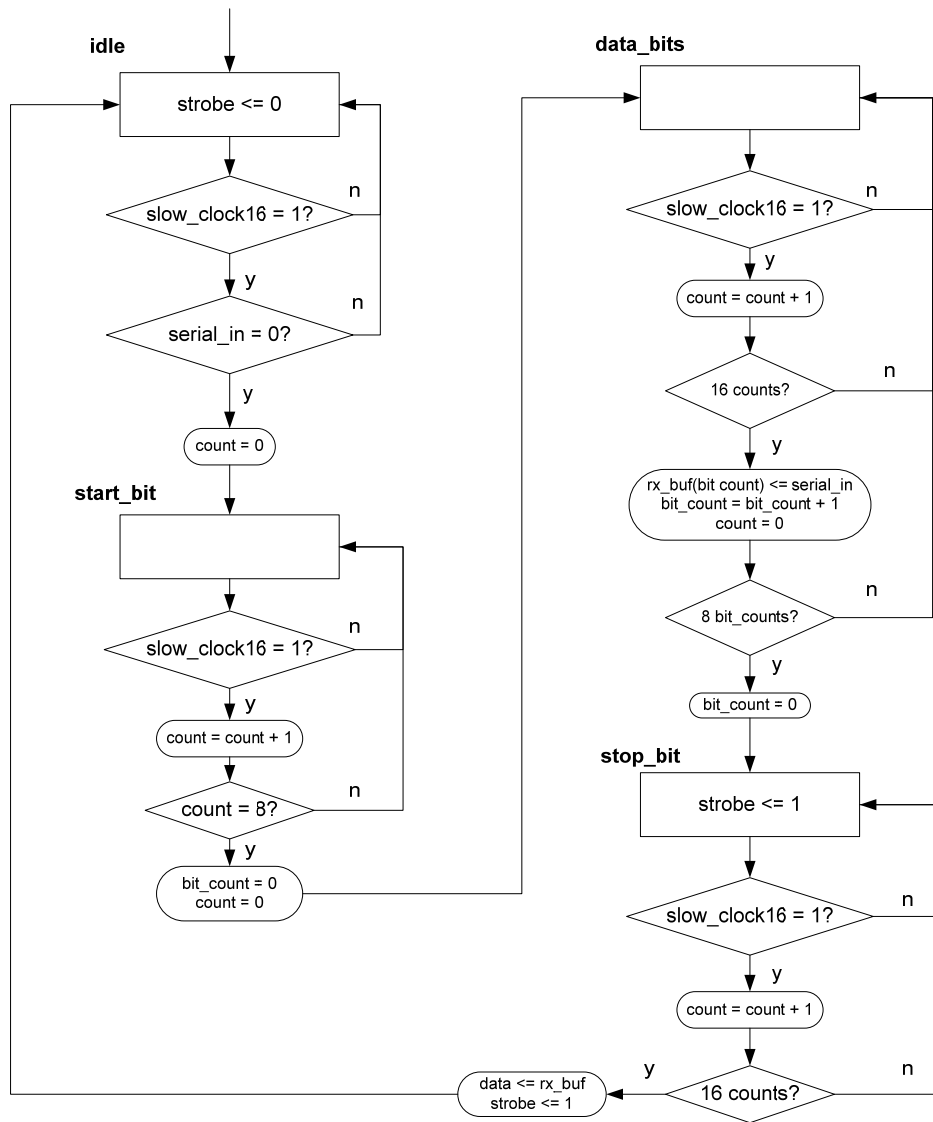 idle
strobe <= 0
slow_clock16 = 1?
n
y
serial_in = 0?
n
y
count = 0
start_bit
slow_clock16 = 1?
n
y
count = count + 1
count = 8?
n
y
bit_count = 0
count = 0
data_bits
slow_clock16 = 1?
n
y
count = count + 1
16 counts?
n
y
rx_buf(bit count) <= serial_in
bit_count = bit_count + 1
count = 0
8 bit_counts?
n
y
bit_count = 0
stop_bit
strobe <= 1
slow_clock16 = 1?
n
y
count = count + 1
16 counts?
n
y
data <= rx_buf
strobe <= 1